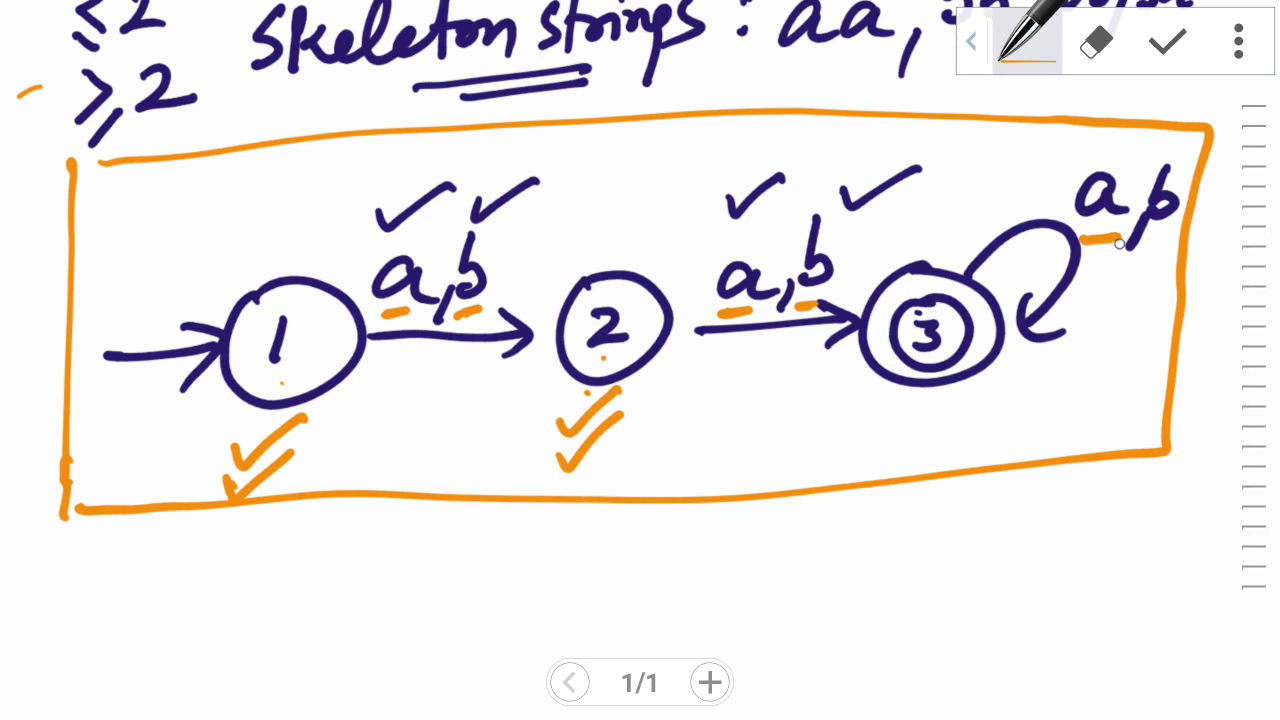 ≤2
skeleton strings : aa,
≥2
a,b
a,b
a,b
1
2
3
1/1